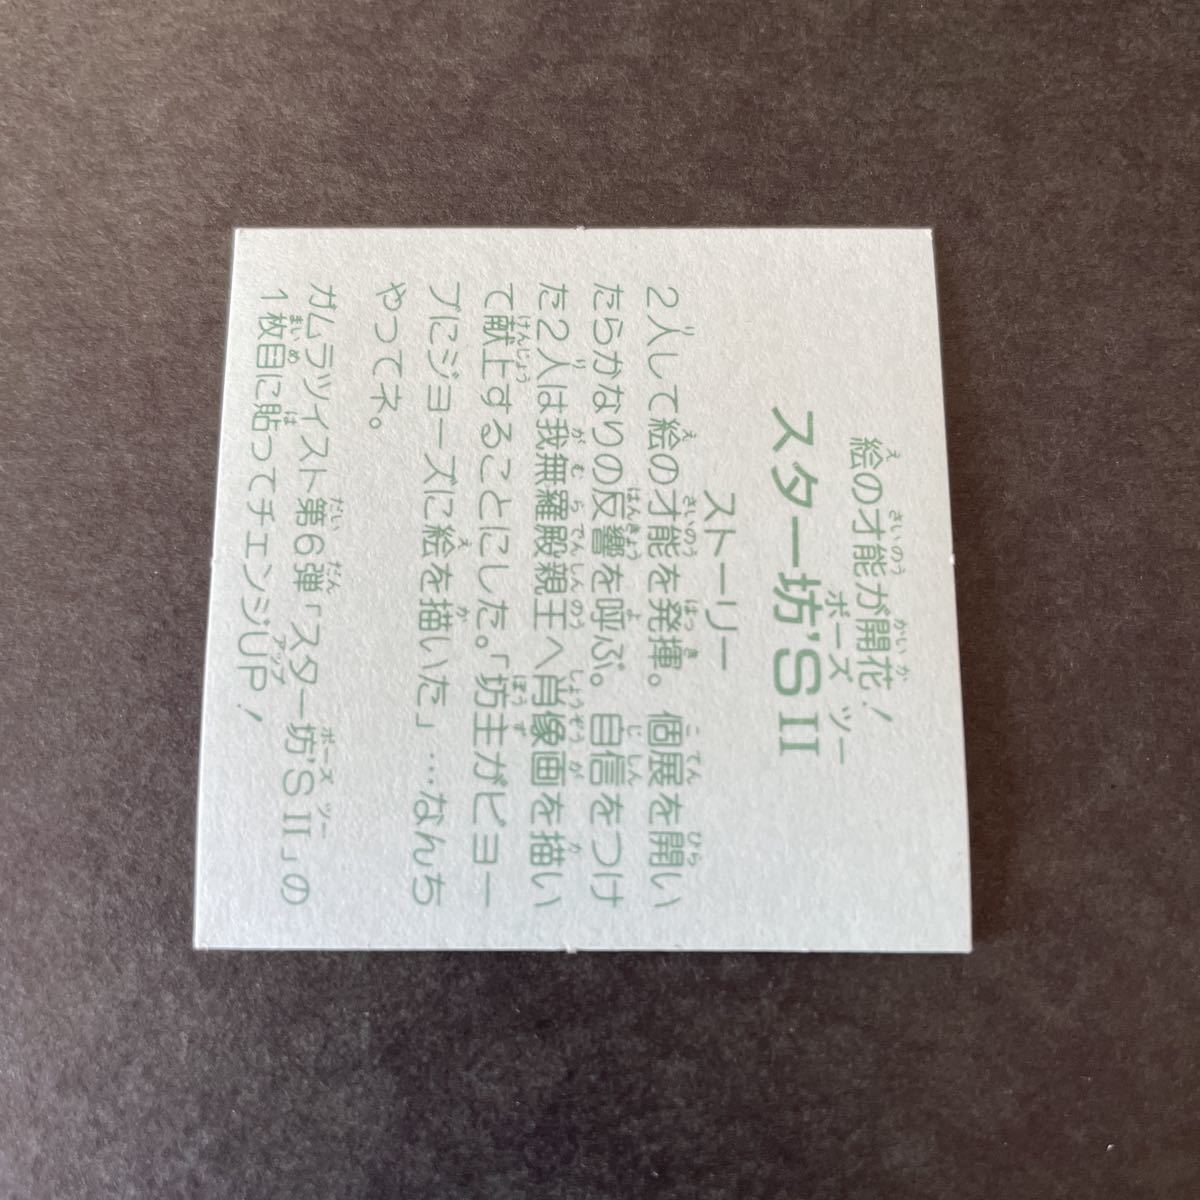 絵の才能が開花!
スター坊'S II
ストーリー
2人して絵の才能を発揮。個展を開い
たらかなりの反響を呼ぶ。自信をつけ
た2人は我無羅殿親王へ肖像画を描い
て献上することにした。「坊主がビョー
ブにジョーズに絵を描いた」…なんち
やってネ。
ガムラツイスト第6弾「スター坊'S II」の
1枚目に貼ってチェンジUP!